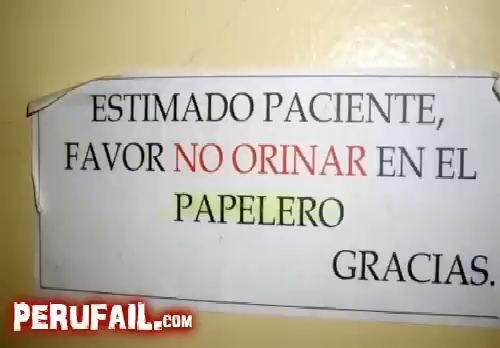 ESTIMADO PACIENTE,
FAVOR NO ORINAR EN EL
PAPELERO
GRACIAS.
PERUFAIL.COM